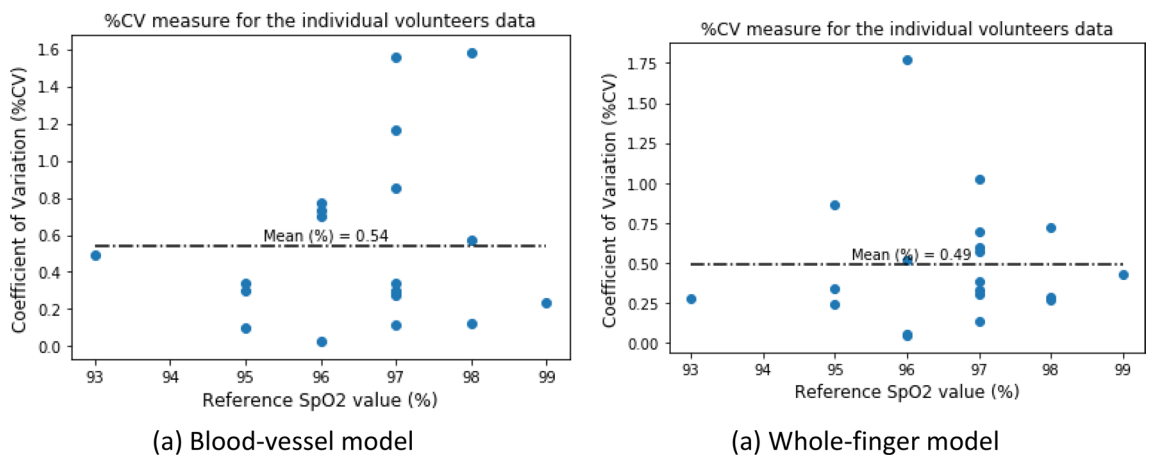 %CV measure for the individual volunteers data
Coefficient of Variation (%CV)
1.6
1.4
1.2
1.0
0.8
0.6
0.4
0.2
0.0
Mean (%) = 0.54
93 94 95 96 97 98 99
Reference SpO2 value (%)
(a) Blood-vessel model
%CV measure for the individual volunteers data
Coefficient of Variation (%CV)
1.75
1.50
1.25
1.00
0.75
0.50
0.25
0.00
Mean (%) = 0.49
93 94 95 96 97 98 99
Reference SpO2 value (%)
(a) Whole-finger model